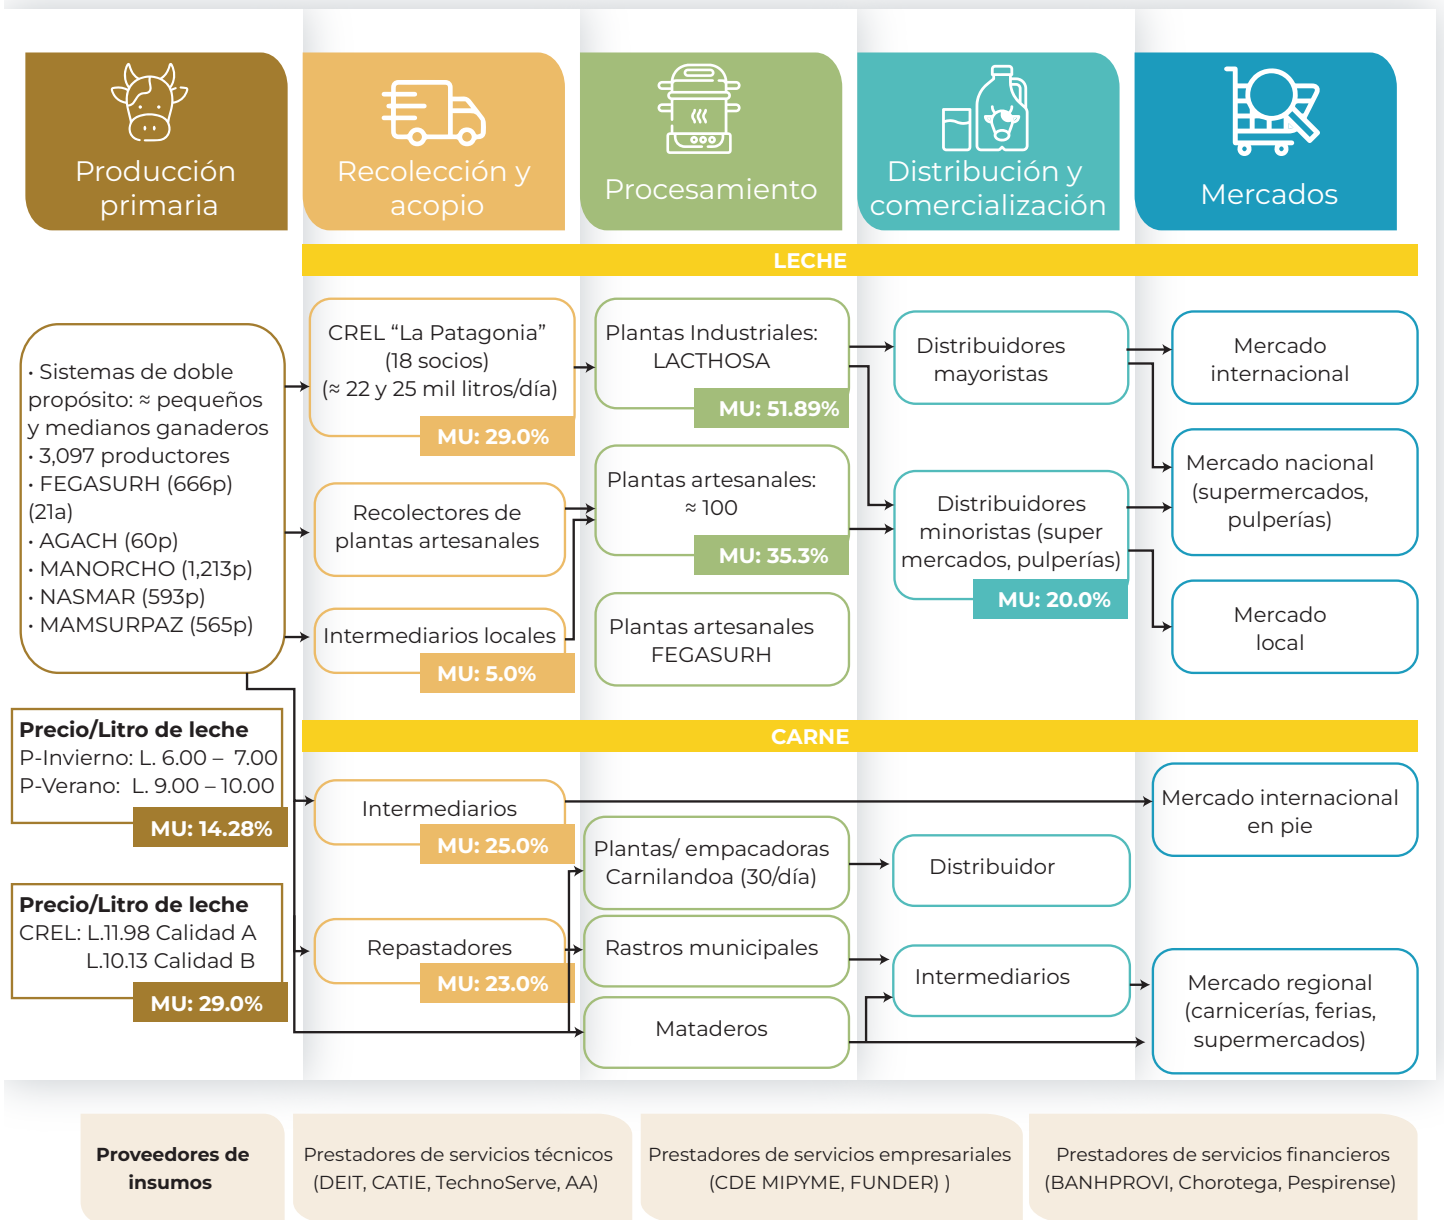 Producción
primaria
Recolección y
acopio
Procesamiento
Distribución y
comercialización
Mercados
LECHE
• Sistemas de doble
propósito: ≈ pequeños
y medianos ganaderos
• 3,097 productores
• FEGASURH (666p)
(21a)
• AGACH (60p)
• MANORCHO (1,213p)
• NASMAR (593p)
• MAMSURPAZ (565p)
CREL “La Patagonia”
(18 socios)
(≈ 22 y 25 mil litros/día)
MU: 29.0%
Recolectores de
plantas artesanales
Intermediarios locales
MU: 5.0%
Plantas Industriales:
LACTHOSA
MU: 51.89%
Plantas artesanales:
≈ 100
MU: 35.3%
Plantas artesanales
FEGASURH
Distribuidores
mayoristas
Distribuidores
minoristas (super
mercados, pulperías)
MU: 20.0%
Mercado
internacional
Mercado nacional
(supermercados,
pulperías)
Mercado
local
Precio/Litro de leche
P-Invierno: L. 6.00 – 7.00
P-Verano: L. 9.00 – 10.00
MU: 14.28%
Precio/Litro de leche
CREL: L.11.98 Calidad A
L.10.13 Calidad B
MU: 29.0%
CARNE
Intermediarios
MU: 25.0%
Repastadores
MU: 23.0%
Plantas/ empacadoras
Carnilandoa (30/día)
Rastros municipales
Mataderos
Distribuidor
Intermediarios
Mercado internacional
en pie
Mercado regional
(carnicerías, ferias,
supermercados)
Proveedores de
insumos
Prestadores de servicios técnicos
(DEIT, CATIE, TechnoServe, AA)
Prestadores de servicios empresariales
(CDE MIPYME, FUNDER) )
Prestadores de servicios financieros
(BANHPROVI, Chorotega, Pespirense)